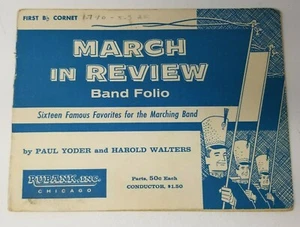 FIRST B♭ CORNET
MARCH
IN REVIEW
Band Folio
Sixteen Famous Favorites for the Marching Band
by PAUL YODER and HAROLD WALTERS
RUBANK, INC.
CHICAGO
Parts, 50c Each
CONDUCTOR, $1.50